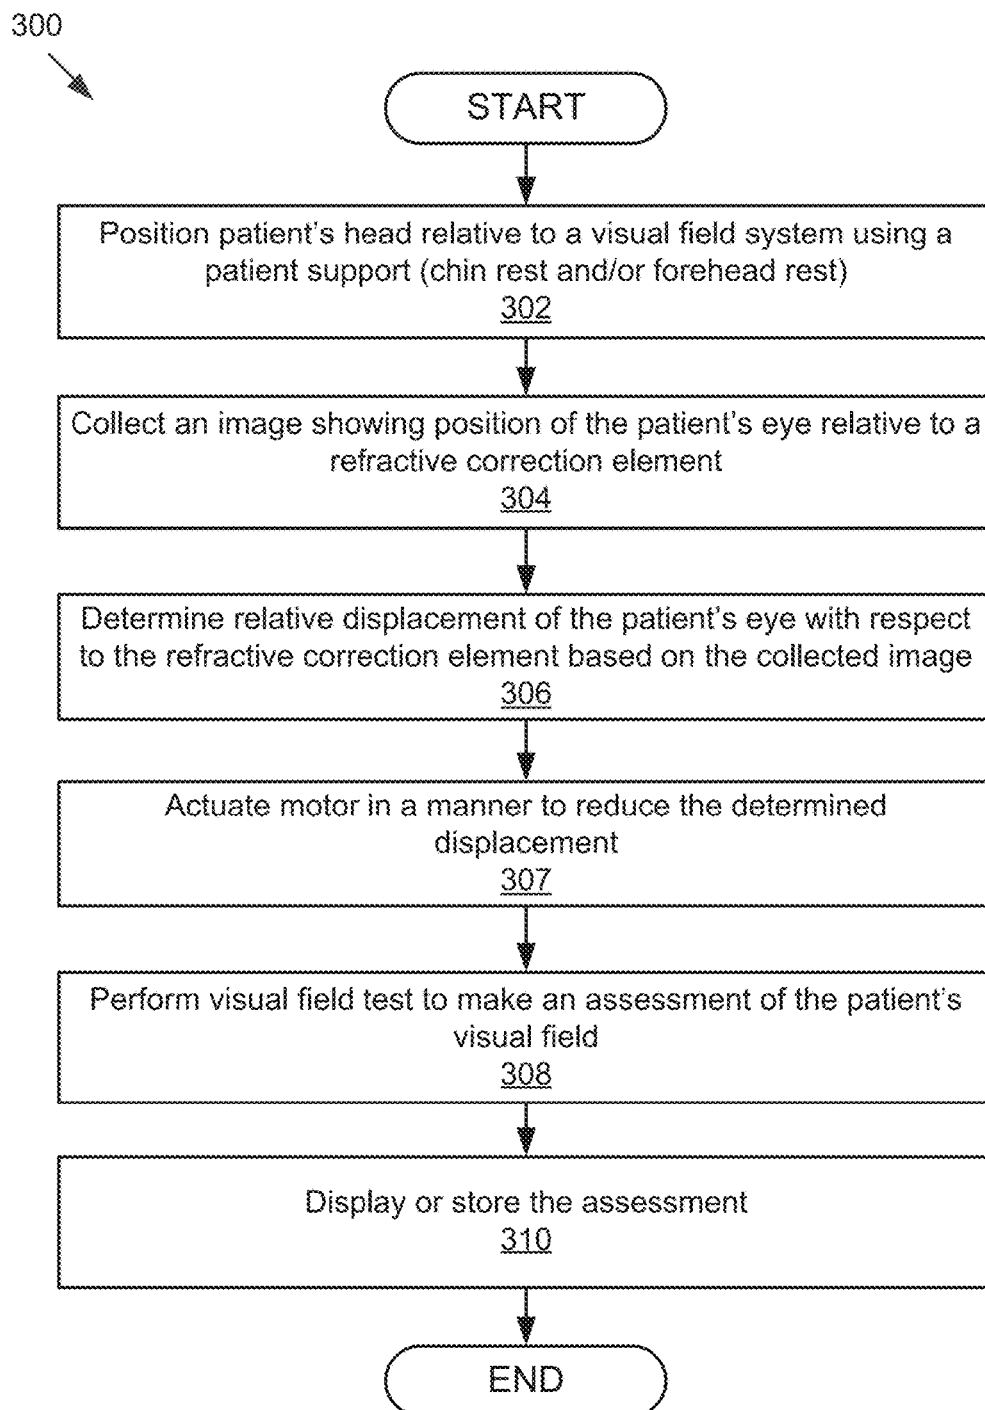 300
START
Position patient's head relative to a visual field system using a
patient support (chin rest and/or forehead rest)
302
Collect an image showing position of the patient's eye relative to a
refractive correction element
304
Determine relative displacement of the patient's eye with respect
to the refractive correction element based on the collected image
306
Actuate motor in a manner to reduce the determined
displacement
307
Perform visual field test to make an assessment of the patient's
visual field
308
Display or store the assessment
310
END